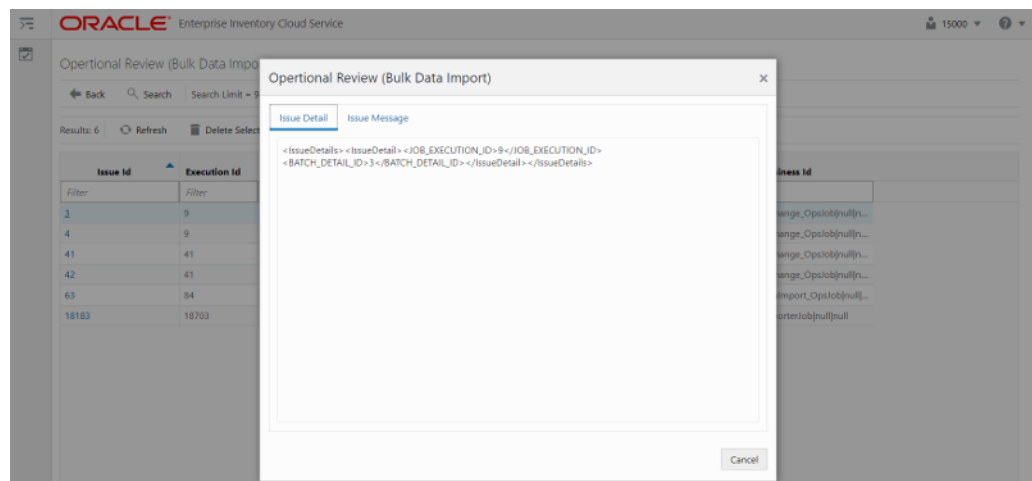 ORACLE® Enterprise Inventory Cloud Service
15000
Opertional Review (Bulk Data Impo
Back Search Search Limit = 9
Results: 6 Refresh Delete Select
Issue Id Execution Id
Filter Filter
3 9
4 9
41 41
42 41
63 84
18183 18703
Opertional Review (Bulk Data Import)
Issue Detail Issue Message
<IssueDetails><IssueDetail><JOB_EXECUTION_ID>9</JOB_EXECUTION_ID>
<BATCH_DETAIL_ID>3</BATCH_DETAIL_ID></IssueDetail></IssueDetails>
Cancel
iness Id
ange_OpsJob|null|n...
ange_OpsJob|null|n...
ange_OpsJob|null|n...
ange_OpsJob|null|n...
Import_OpsJob|null|...
orterJob|null|null